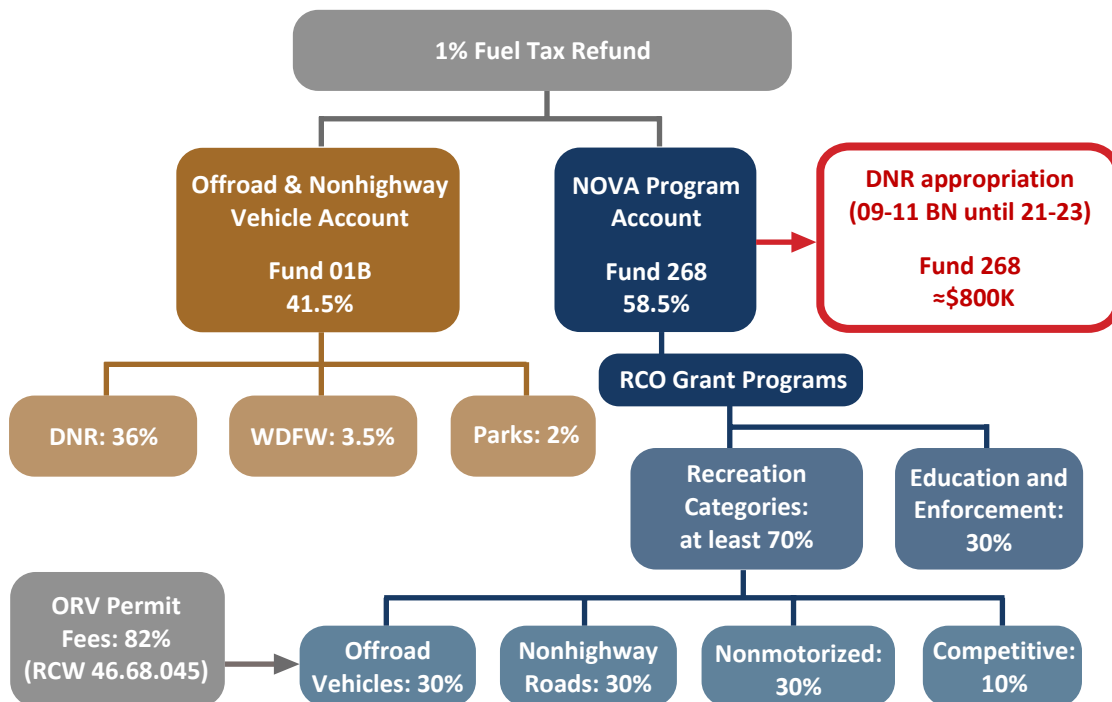 1% Fuel Tax Refund
Offroad & Nonhighway
Vehicle Account
Fund 01B
41.5%
NOVA Program
Account
Fund 268
58.5%
DNR appropriation
(09-11 BN until 21-23)
Fund 268
≈$800K
RCO Grant Programs
DNR: 36%
WDFW: 3.5%
Parks: 2%
Recreation
Categories:
at least 70%
Education and
Enforcement:
30%
ORV Permit
Fees: 82%
(RCW 46.68.045)
Offroad
Vehicles: 30%
Nonhighway
Roads: 30%
Nonmotorized:
30%
Competitive:
10%